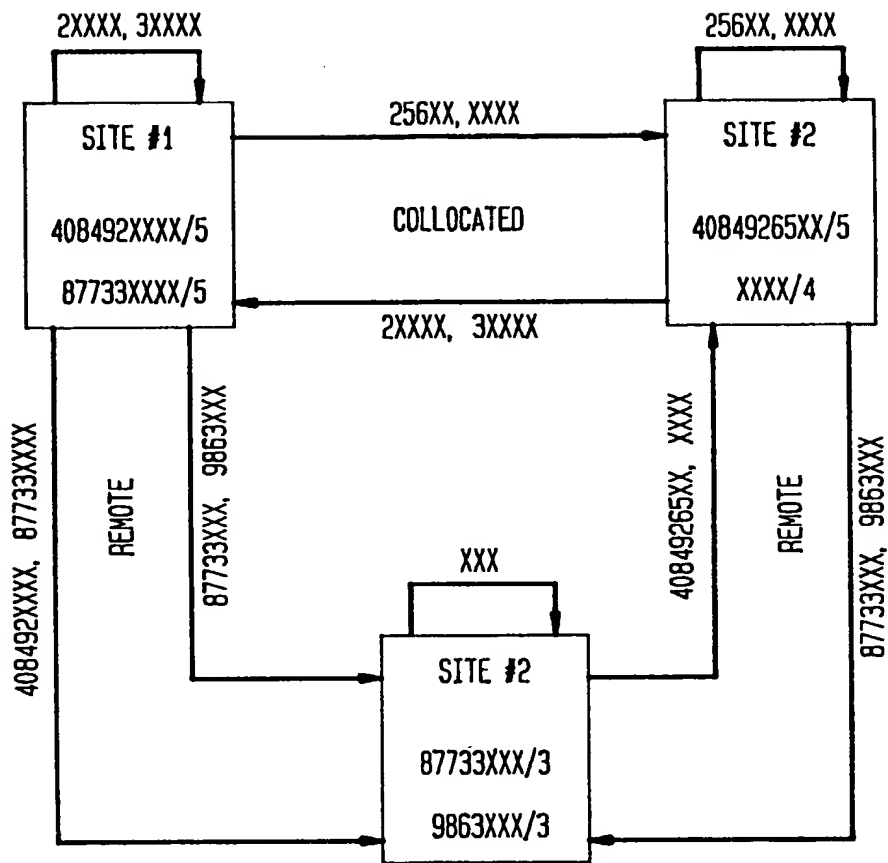 2XXXX, 3XXXX
256XX, XXXX
SITE #1
408492XXXX/5
87733XXXX/5
256XX, XXXX
COLLOCATED
2XXXX, 3XXXX
SITE #2
40849265XX/5
XXXX/4
408492XXXX, 87733XXXX
REMOTE
87733XXX, 9863XXX
XXX
40849265XX, XXXX
REMOTE
87733XXX, 9863XXX
SITE #2
87733XXX/3
9863XXX/3